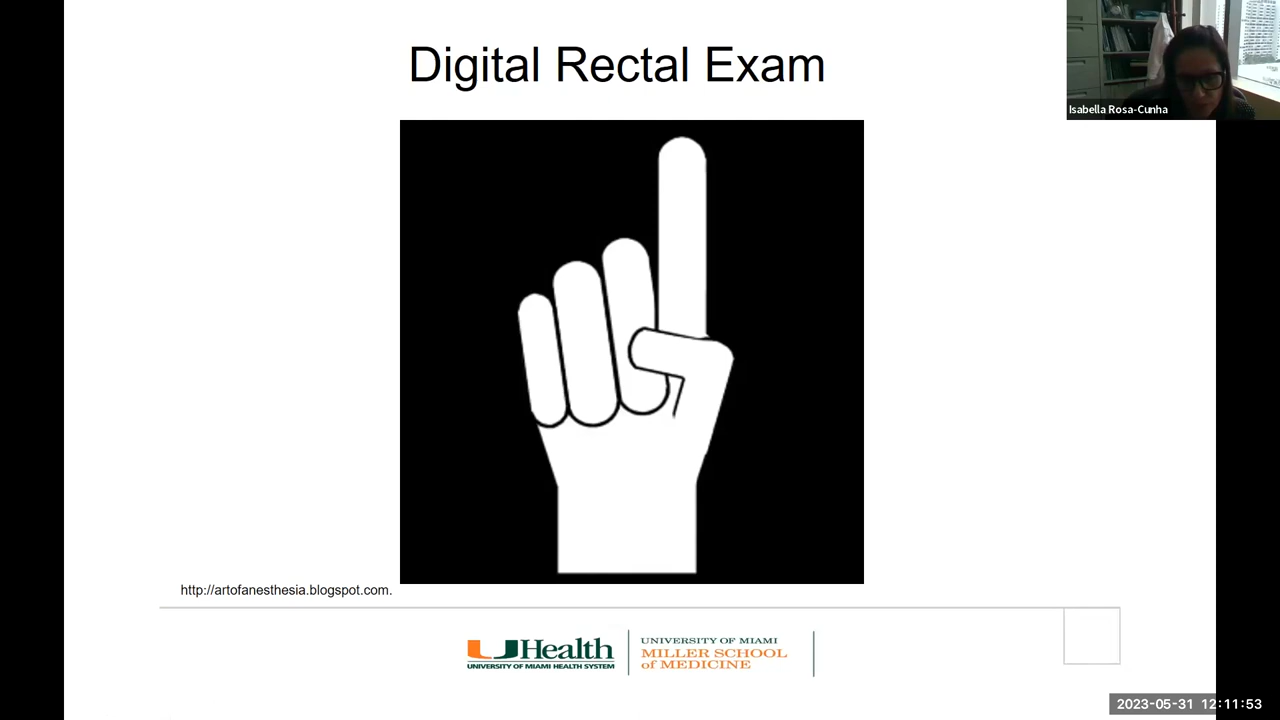 Digital Rectal Exam
Isabella Rosa-Cunha
http://artofanesthesia.blogspot.com.
UHealth
UNIVERSITY OF MIAMI HEALTH SYSTEM
UNIVERSITY OF MIAMI
MILLER SCHOOL
of MEDICINE
2023-05-31 12:11:53